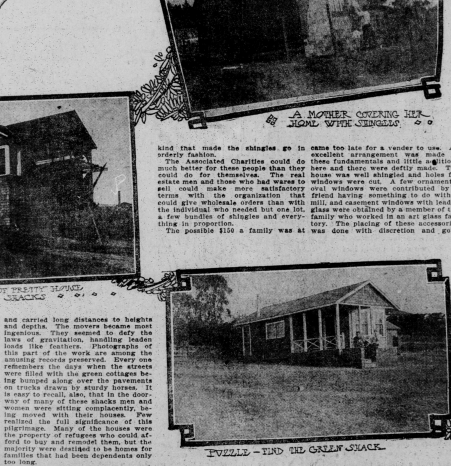 A MOTHER COVERING HER
HOME WITH SHINGLES
kind that made the shingles go in
orderly fashion.
The Associated Charities could do
much better for these people than they
could do for themselves. The real
estate men and those who had wares to
sell could make more satisfactory
terms with the organization that
could give wholesale orders than with
the individual who needed but one lot,
a few bundles of shingles and every-
thing in proportion.
The possible $150 a family was at
came too late for a vender to use.
excellent arrangement was made
these fundamentals and little additio
here and there were deftly made. T
house was well shingled and holes f
windows were cut. A few ornamen
oval windows were contributed by
friend having something to do with
mill, and casement windows with lead
glass were obtained by a member of t
family who worked in an art glass fa
tory. The placing of these accessori
was done with discretion and go
PRETTY HOUSE
SHACKS
and carried long distances to heights
and depths. The movers became most
ingenious. They seemed to defy the
laws of gravitation, handling leaden
loads like feathers. Photographs of
this part of the work are among the
amusing records preserved. Every one
remembers the days when the streets
were filled with the green cottages be-
ing bumped along over the pavements
on trucks drawn by sturdy horses. It
is easy to recall, also, that in the door-
way of many of these shacks men and
women were sitting complacently, be-
ing moved with their houses. Few
realized the full significance of this
pilgrimage. Many of the houses were
the property of refugees who could af-
ford to buy and remodel them, but the
majority were destined to be homes for
families that had been dependents only
too long.
PUZZLE - FIND THE GREEN SHACK